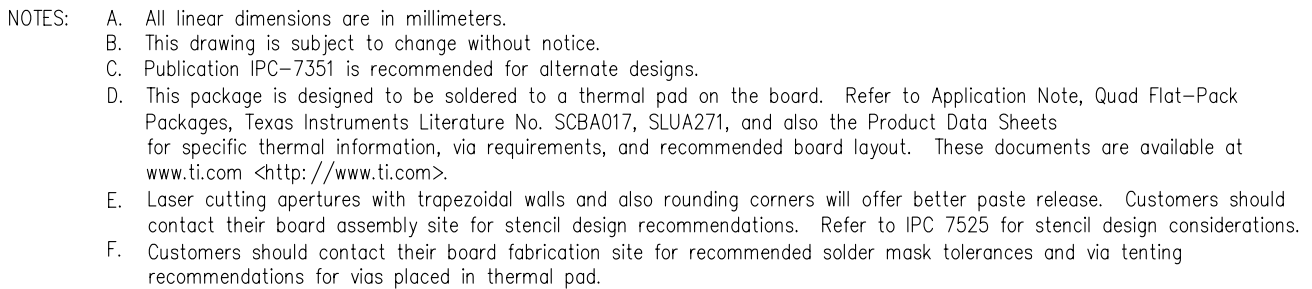 NOTES: A. All linear dimensions are in millimeters.
B. This drawing is subject to change without notice.
C. Publication IPC-7351 is recommended for alternate designs.
D. This package is designed to be soldered to a thermal pad on the board. Refer to Application Note, Quad Flat-Pack
Packages, Texas Instruments Literature No. SCBA017, SLUA271, and also the Product Data Sheets
for specific thermal information, via requirements, and recommended board layout. These documents are available at
www.ti.com <http://www.ti.com>.
E. Laser cutting apertures with trapezoidal walls and also rounding corners will offer better paste release. Customers should
contact their board assembly site for stencil design recommendations. Refer to IPC 7525 for stencil design considerations.
F. Customers should contact their board fabrication site for recommended solder mask tolerances and via tenting
recommendations for vias placed in thermal pad.